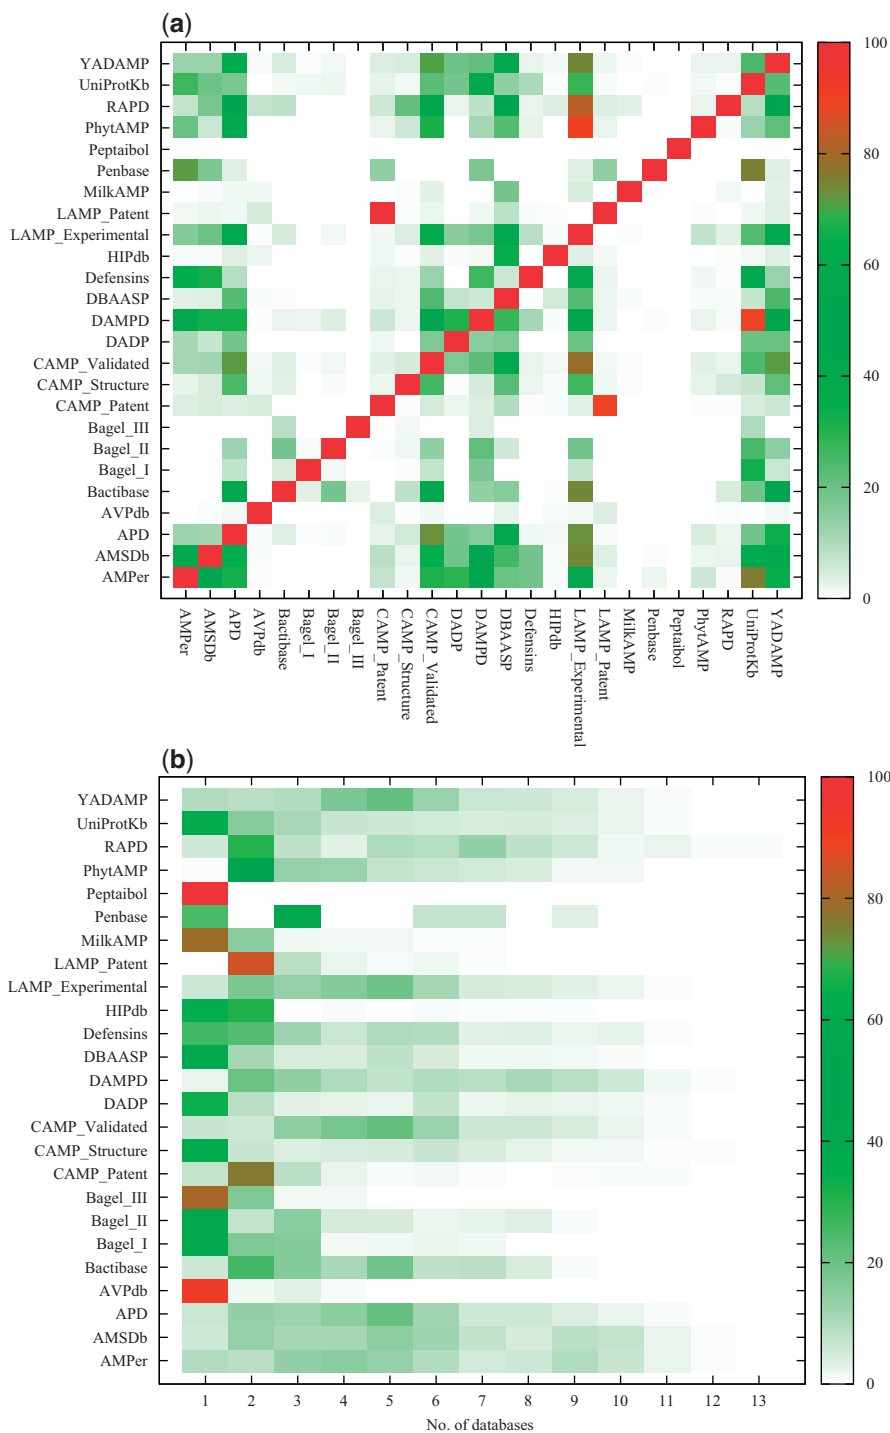 (a)
YADAMP
UniProtKb
RAPD
PhytAMP
Peptaibol
Penbase
MilkAMP
LAMP_Patent
LAMP_Experimental
HIPdb
Defensins
DBAASP
DAMPD
DADP
CAMP_Validated
CAMP_Structure
CAMP_Patent
Bagel_III
Bagel_II
Bagel_I
Bactibase
AVPdb
APD
AMSDb
AMPer
100
80
60
40
20
0
AMPer
AMSDb
APD
AVPdb
Bactibase
Bagel_I
Bagel_II
Bagel_III
CAMP_Patent
CAMP_Structure
CAMP_Validated
DADP
DAMPD
DBAASP
Defensins
HIPdb
LAMP_Experimental
LAMP_Patent
MilkAMP
Penbase
Peptaibol
PhytAMP
RAPD
UniProtKb
YADAMP
(b)
YADAMP
UniProtKb
RAPD
PhytAMP
Peptaibol
Penbase
MilkAMP
LAMP_Patent
LAMP_Experimental
HIPdb
Defensins
DBAASP
DAMPD
DADP
CAMP_Validated
CAMP_Structure
CAMP_Patent
Bagel_III
Bagel_II
Bagel_I
Bactibase
AVPdb
APD
AMSDb
AMPer
100
80
60
40
20
0
1 2 3 4 5 6 7 8 9 10 11 12 13
No. of databases